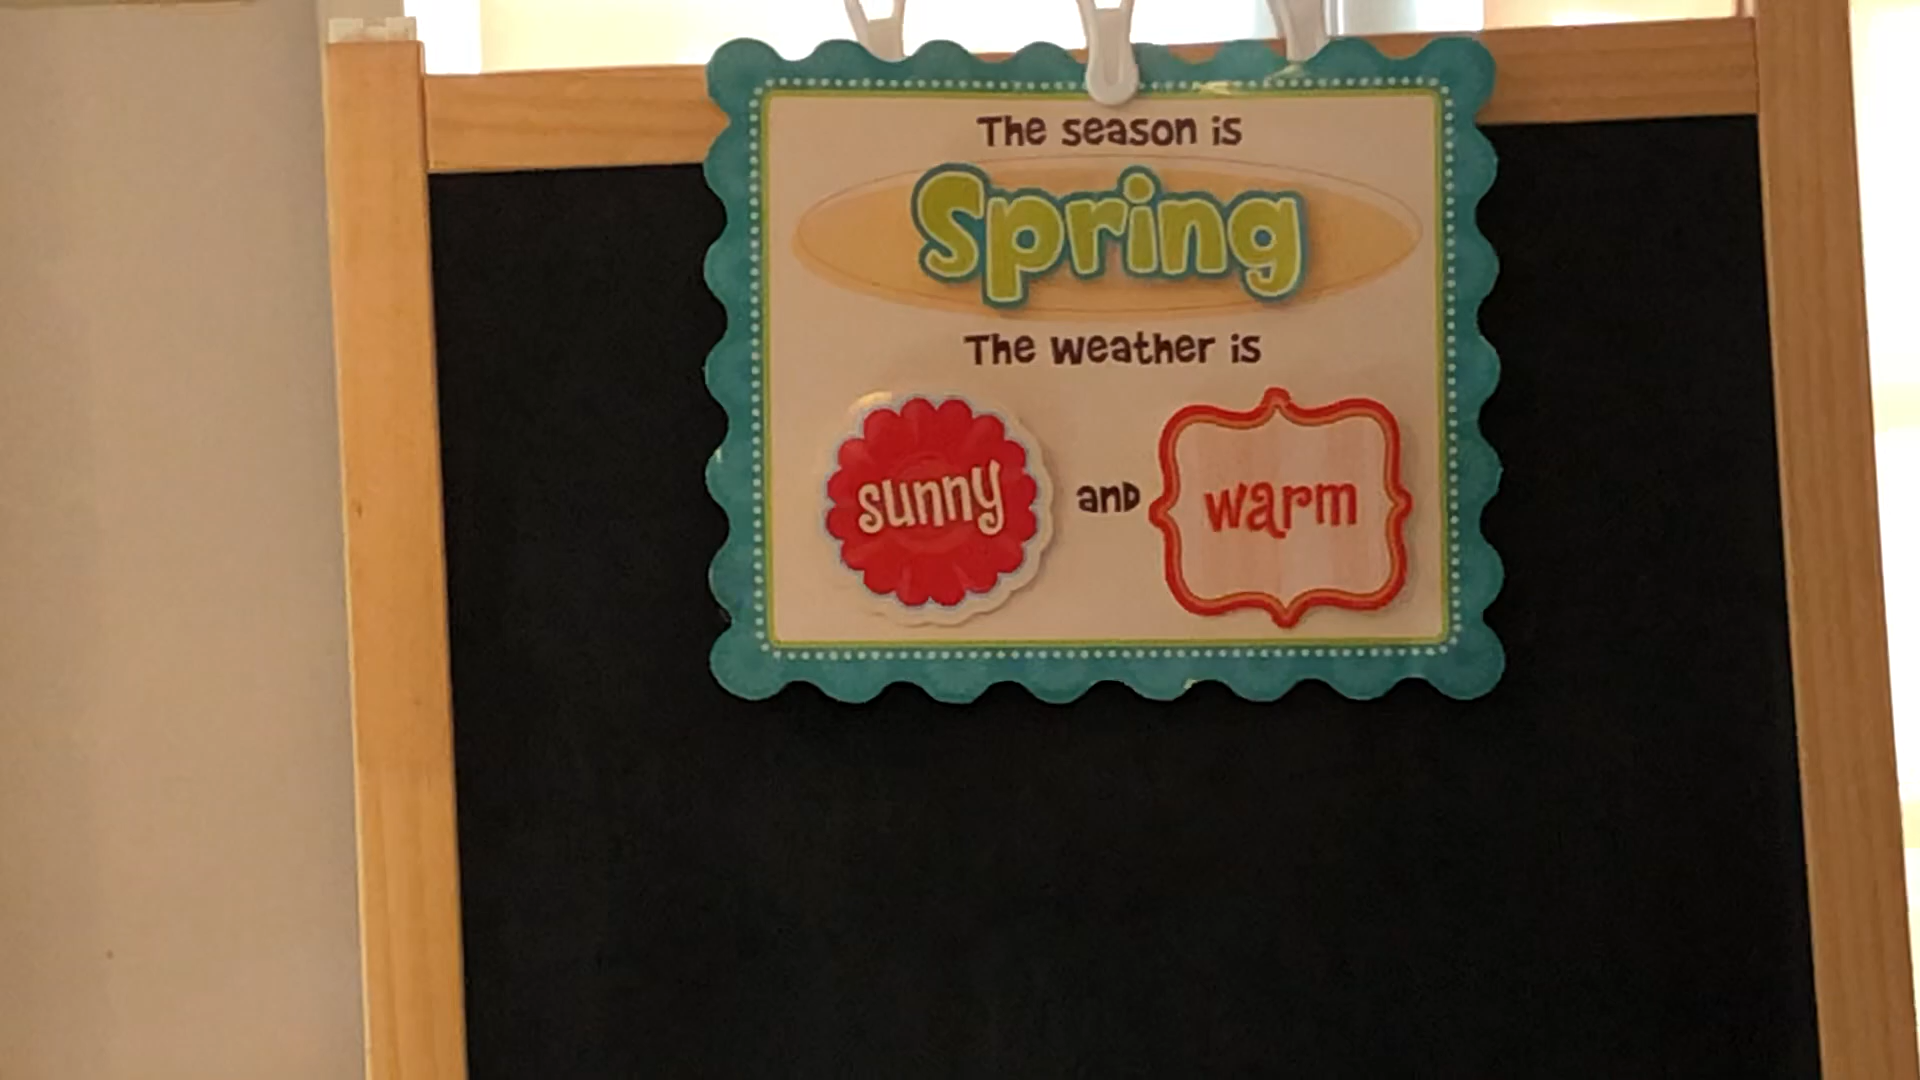 The season is
Spring
The weather is
sunny and warm